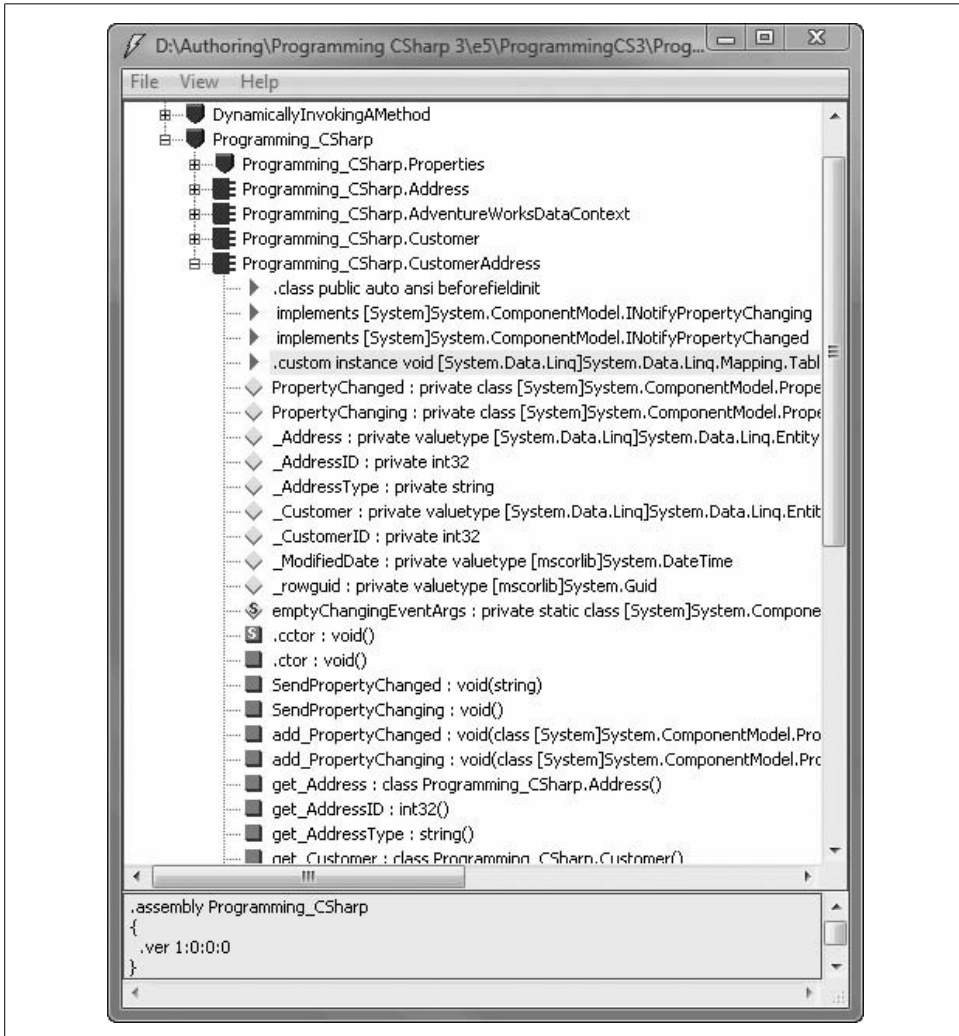 D:\Authoring\Programming CSharp 3\e5\ProgrammingCS3\Prog...
File View Help
DynamicallyInvokingAMethod
Programming_CSharp
Programming_CSharp.Properties
Programming_CSharp.Address
Programming_CSharp.AdventureWorksDataContext
Programming_CSharp.Customer
Programming_CSharp.CustomerAddress
.class public auto ansi beforefieldinit
implements [System]System.ComponentModel.INotifyPropertyChanging
implements [System]System.ComponentModel.INotifyPropertyChanged
.custom instance void [System.Data.Linq]System.Data.Linq.Mapping.Tabl
PropertyChanged : private class [System]System.ComponentModel.Prope
PropertyChanging : private class [System]System.ComponentModel.Prope
_Address : private valuetype [System.Data.Linq]System.Data.Linq.Entity
_AddressID : private int32
_AddressType : private string
_Customer : private valuetype [System.Data.Linq]System.Data.Linq.Entit
_CustomerID : private int32
_ModifiedDate : private valuetype [mscorlib]System.DateTime
_rowguid : private valuetype [mscorlib]System.Guid
S emptyChangingEventArgs : private static class [System]System.Compone
S .cctor : void()
.ctor : void()
SendPropertyChanged : void(string)
SendPropertyChanging : void()
add_PropertyChanged : void(class [System]System.ComponentModel.Pro
add_PropertyChanging : void(class [System]System.ComponentModel.Pro
get_Address : class Programming_CSharp.Address()
get_AddressID : int32()
get_AddressType : string()
get_Customer : class Programming_CSharp.Customer()
.assembly Programming_CSharp
{
.ver 1:0:0:0
}